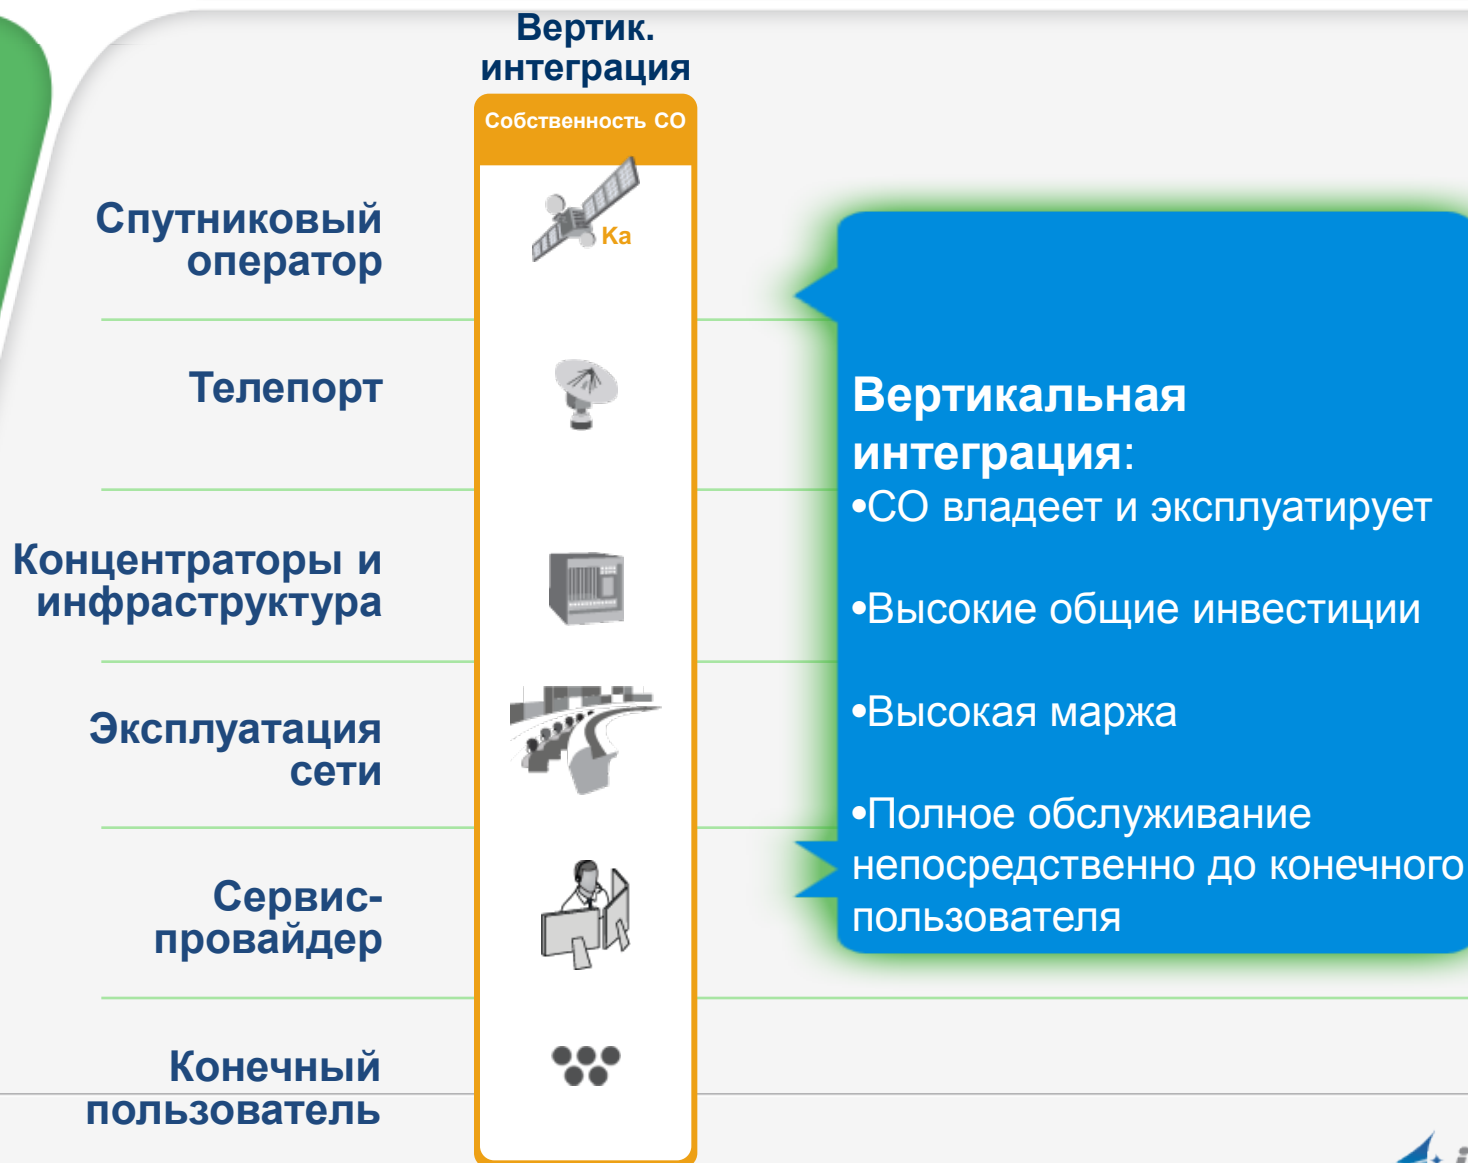 Вертик.
интеграция
Собственность СО
Спутниковый
оператор
Ka
Телепорт
Концентраторы и
инфраструктура
Эксплуатация
сети
Сервис-
провайдер
Конечный
пользователь
Вертикальная
интеграция:
•СО владеет и эксплуатирует
•Высокие общие инвестиции
•Высокая маржа
•Полное обслуживание
непосредственно до конечного
пользователя